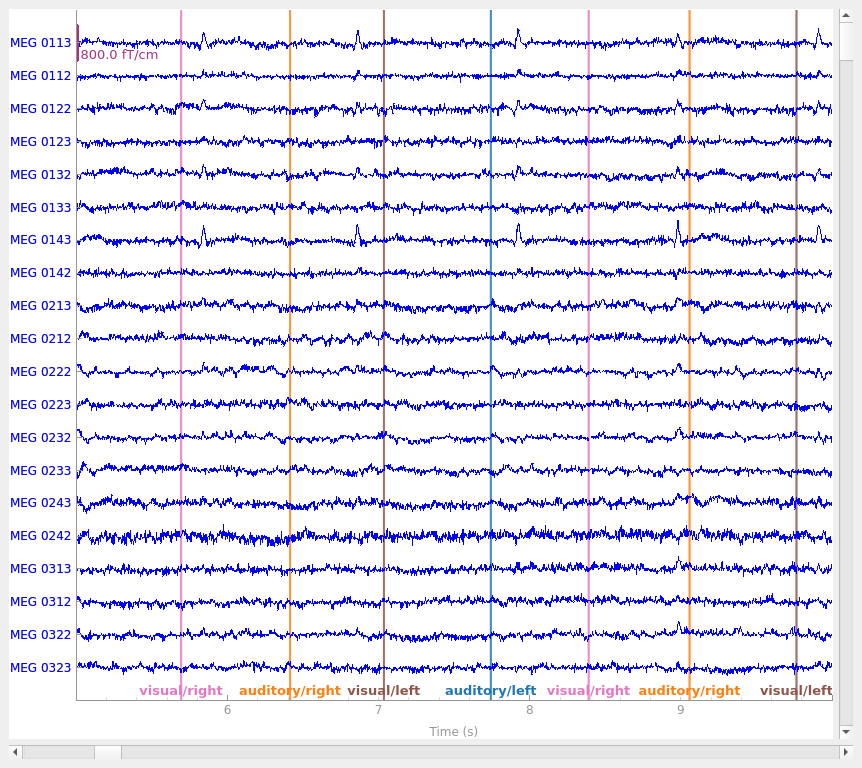 MEG 0113
800.0 fT/cm
MEG 0112
MEG 0122
MEG 0123
MEG 0132
MEG 0133
MEG 0143
MEG 0142
MEG 0213
MEG 0212
MEG 0222
MEG 0223
MEG 0232
MEG 0233
MEG 0243
MEG 0242
MEG 0313
MEG 0312
MEG 0322
MEG 0323
visual/right auditory/right visual/left auditory/left visual/right auditory/right visual/left
6 7 8 9
Time (s)